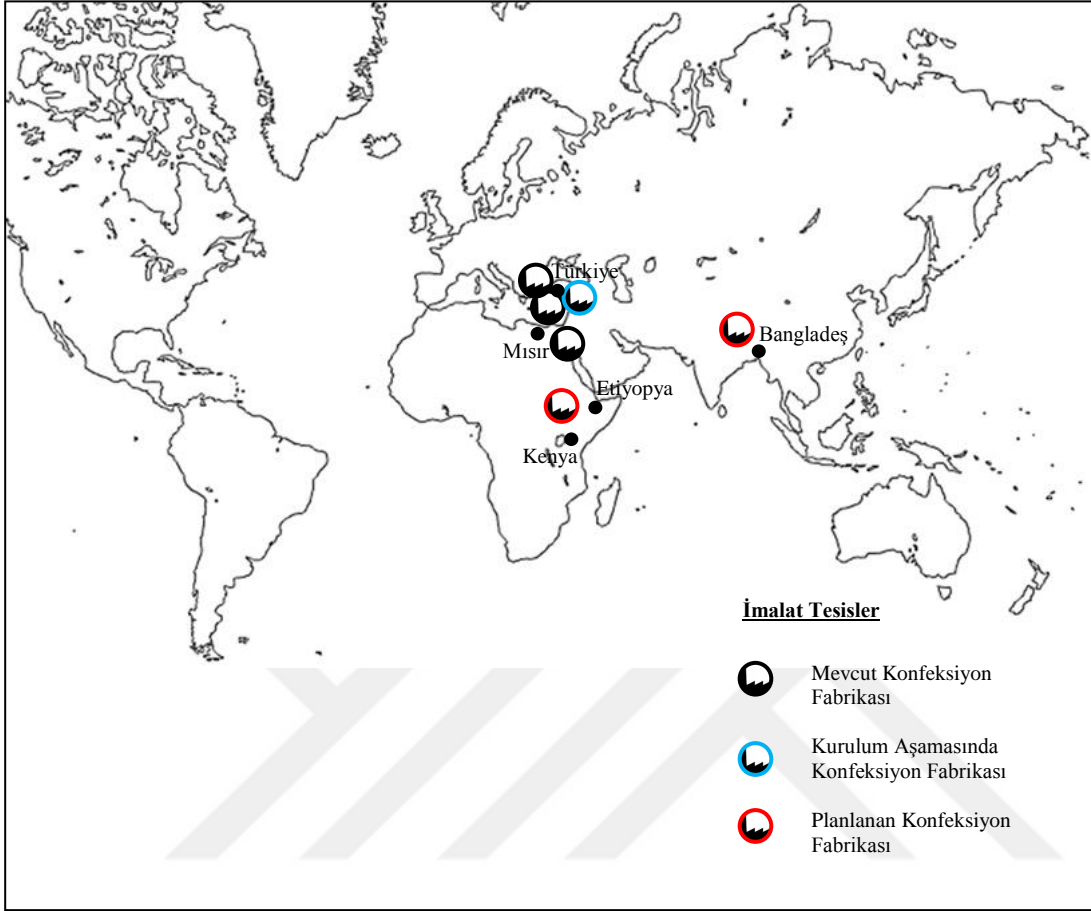 Türkiye
Bangladeş
Mısır
Etiyopya
Kenya
İmalat Tesisler
Mevcut Konfeksiyon
Fabrikası
Kurulum Aşamasında
Konfeksiyon Fabrikası
Planlanan Konfeksiyon
Fabrikası